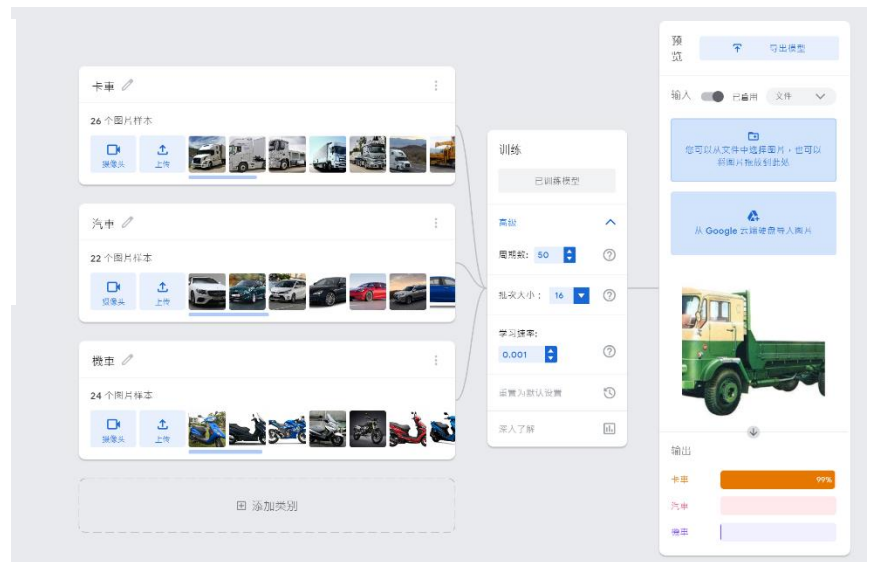 卡車
26 个图片样本
摄像头
上传
汽車
22 个图片样本
摄像头
上传
機車
24 个图片样本
摄像头
上传
添加类别
训练
已训练模型
高级
周期数: 50
批次大小: 16
学习速率:
0.001
重置为默认设置
深入了解
预览
导出模型
输入
已启用
文件
您可以从文件中选择图片,也可以
将图片拖放到此处
从 Google 云端硬盘导入图片
输出
卡車
99%
汽車
機車